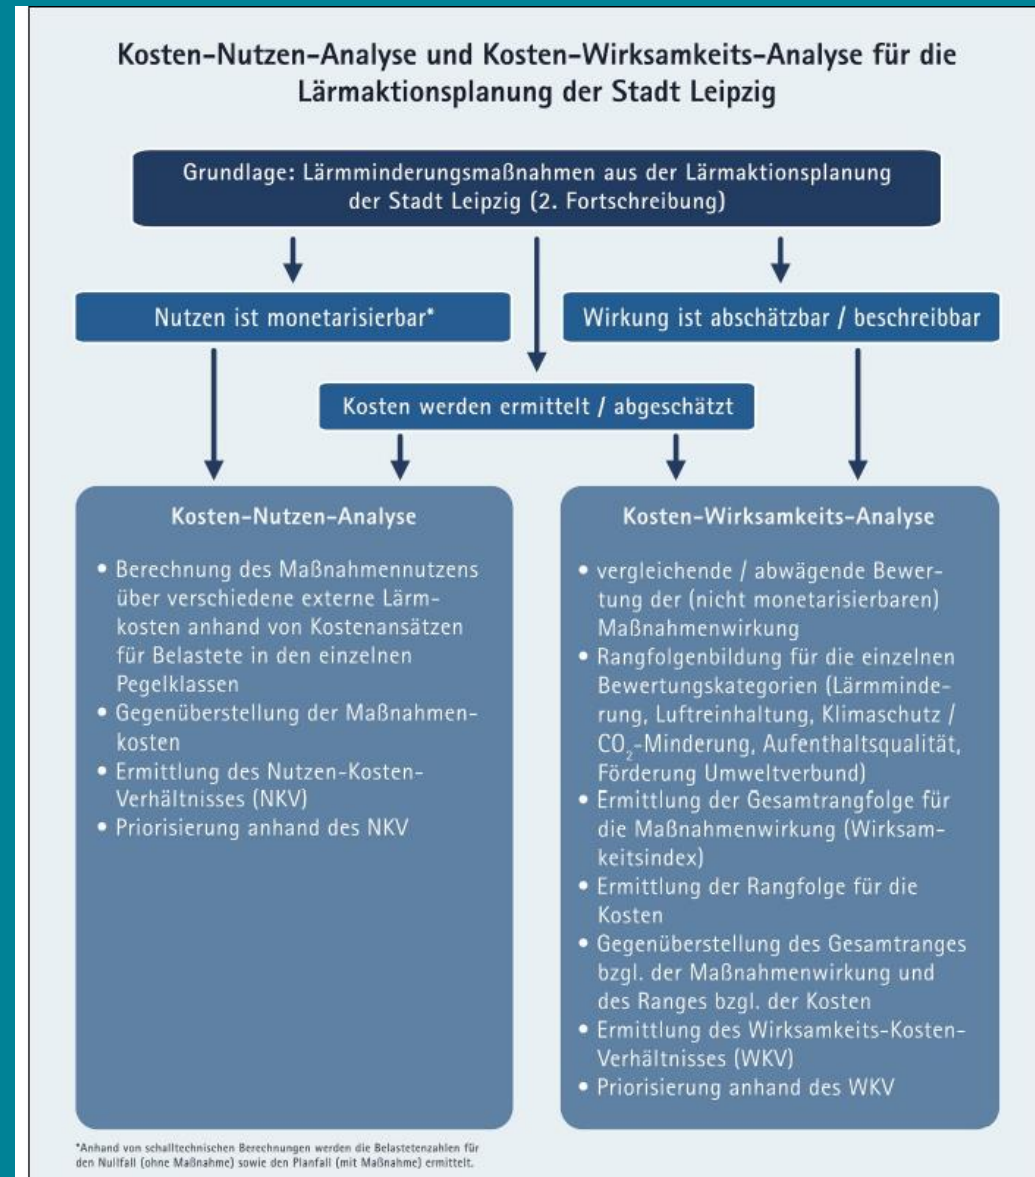 Kosten-Nutzen-Analyse und Kosten-Wirksamkeits-Analyse für die
Lärmaktionsplanung der Stadt Leipzig
Grundlage: Lärmminderungsmaßnahmen aus der Lärmaktionsplanung
der Stadt Leipzig (2. Fortschreibung)
Nutzen ist monetarisierbar*
Wirkung ist abschätzbar / beschreibbar
Kosten werden ermittelt / abgeschätzt
Kosten-Nutzen-Analyse
• Berechnung des Maßnahmennutzens
über verschiedene externe Lärm-
kosten anhand von Kostenansätzen
für Belastete in den einzelnen
Pegelklassen
• Gegenüberstellung der Maßnahmen-
kosten
• Ermittlung des Nutzen-Kosten-
Verhältnisses (NKV)
• Priorisierung anhand des NKV
Kosten-Wirksamkeits-Analyse
• vergleichende / abwägende Bewer-
tung der (nicht monetarisierbaren)
Maßnahmenwirkung
• Rangfolgenbildung für die einzelnen
Bewertungskategorien (Lärmminde-
rung, Luftreinhaltung, Klimaschutz /
CO₂-Minderung, Aufenthaltsqualität,
Förderung Umweltverbund)
• Ermittlung der Gesamtrangfolge für
die Maßnahmenwirkung (Wirksam-
keitsindex)
• Ermittlung der Rangfolge für die
Kosten
• Gegenüberstellung des Gesamtranges
bzgl. der Maßnahmenwirkung und
des Ranges bzgl. der Kosten
• Ermittlung des Wirksamkeits-Kosten-
Verhältnisses (WKV)
• Priorisierung anhand des WKV
*Anhand von schalltechnischen Berechnungen werden die Belastetenzahlen für
den Nullfall (ohne Maßnahme) sowie den Planfall (mit Maßnahme) ermittelt.